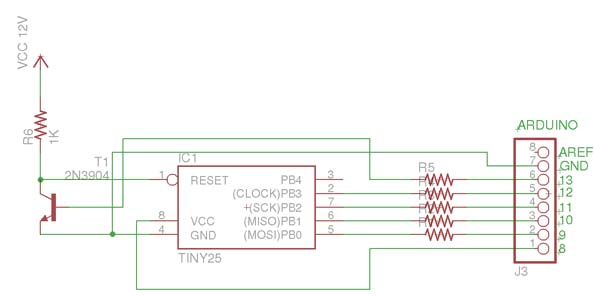 VCC 12V
R6
1K
T1
2N3904
IC1
1
RESET
8
VCC
4
GND
PB4
3
(CLOCK)PB3
2
+(SCK)PB2
7
(MISO)PB1
6
(MOSI)PB0
5
TINY25
R5
ARDUINO
8
AREF
7
GND
6
13
5
12
4
11
3
10
2
9
1
8
J3